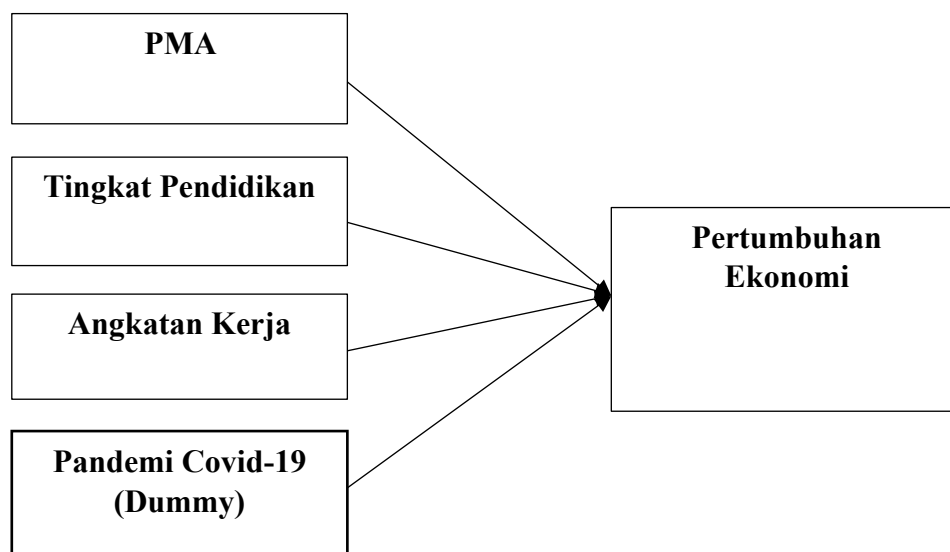 PMA
Tingkat Pendidikan
Angkatan Kerja
Pandemi Covid-19
(Dummy)
Pertumbuhan
Ekonomi